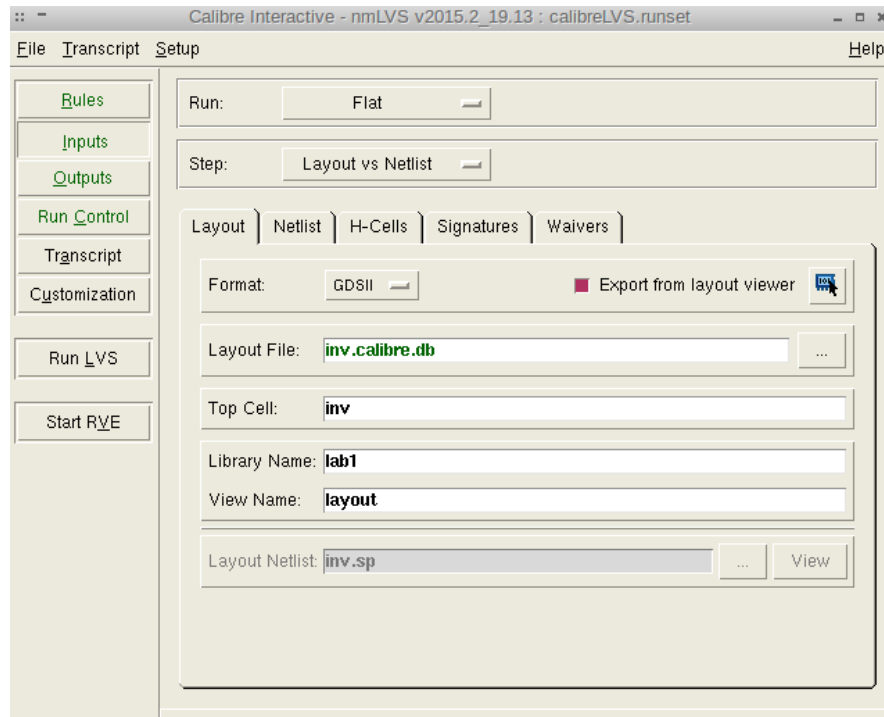 Calibre Interactive - nmLVS v2015.2_19.13 : calibreLVS.runset
File Transcript Setup Help
Rules
Inputs
Outputs
Run Control
Transcript
Customization
Run LVS
Start RVE
Run: Flat
Step: Layout vs Netlist
Layout Netlist H-Cells Signatures Waivers
Format: GDSII Export from layout viewer
Layout File: inv.calibre.db ...
Top Cell: inv
Library Name: lab1
View Name: layout
Layout Netlist: inv.sp ... View